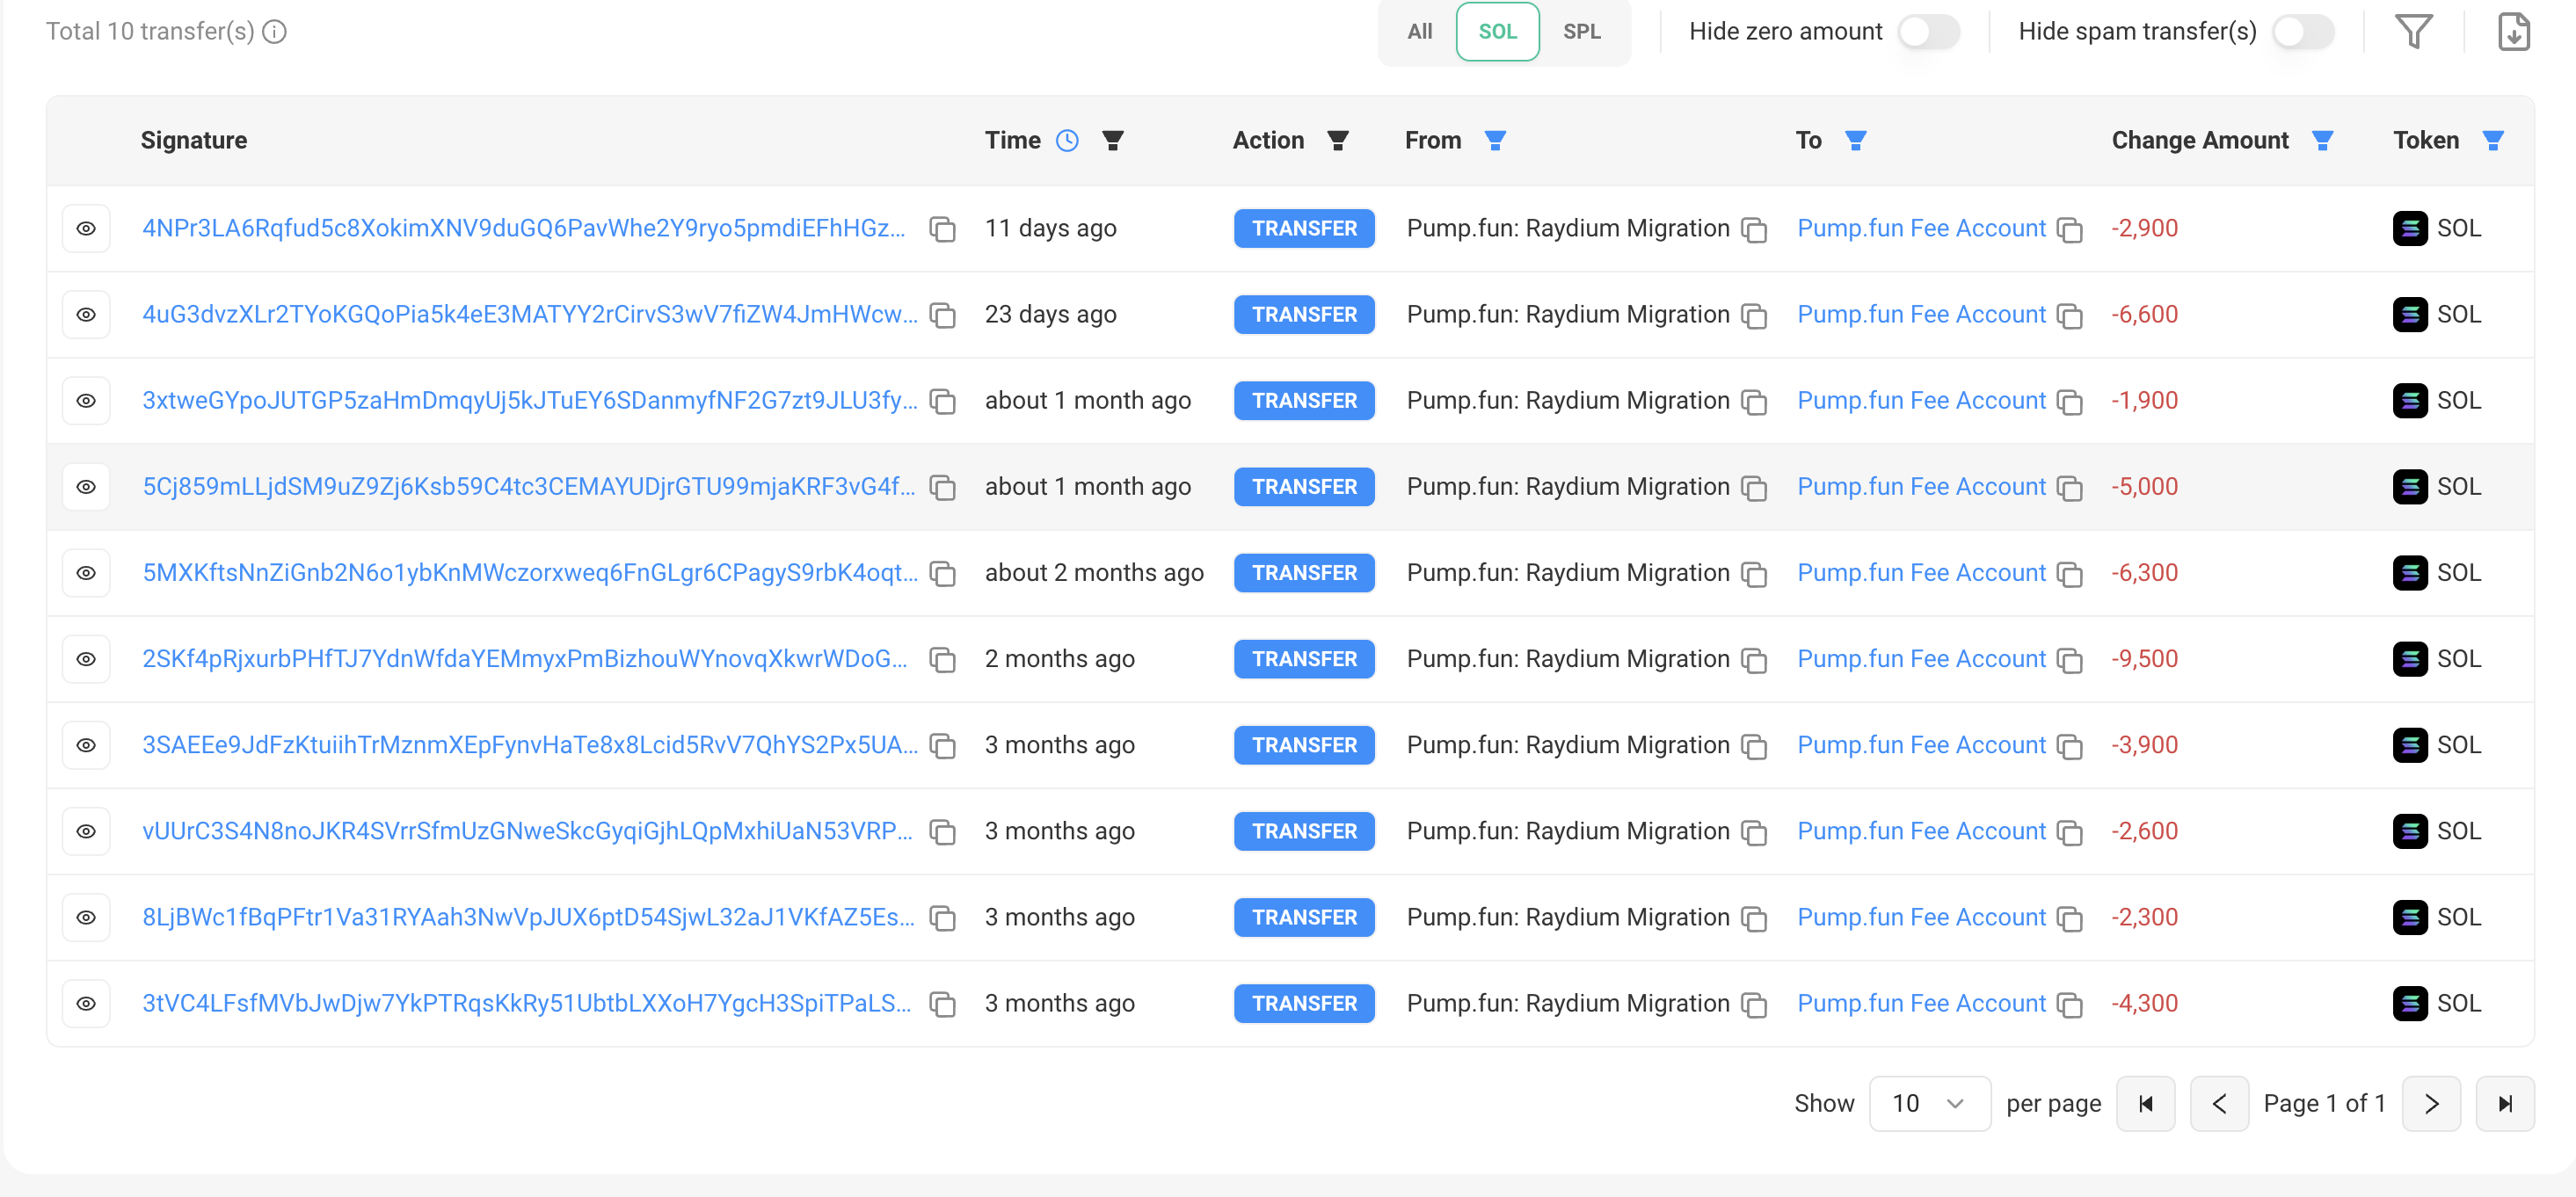 Total 10 transfer(s)
All SOL SPL Hide zero amount Hide spam transfer(s)
Signature Time Action From To Change Amount Token
4NPr3LA6Rqfud5c8XokimXNV9duGQ6PavWhe2Y9ryo5pmdiEFhHGz... 11 days ago TRANSFER Pump.fun: Raydium Migration Pump.fun Fee Account -2,900 SOL
4uG3dvzXLr2TYoKGQoPia5k4eE3MATYY2rCirvS3wV7fiZW4JmHWcw... 23 days ago TRANSFER Pump.fun: Raydium Migration Pump.fun Fee Account -6,600 SOL
3xtweGYpoJUTGP5zaHmDmqyUj5kJTuEY6SDanmyfNF2G7zt9JLU3fy... about 1 month ago TRANSFER Pump.fun: Raydium Migration Pump.fun Fee Account -1,900 SOL
5Cj859mLLjdSM9uZ9Zj6Ksb59C4tc3CEMAYUDjrGTU99mjaKRF3vG4f... about 1 month ago TRANSFER Pump.fun: Raydium Migration Pump.fun Fee Account -5,000 SOL
5MXKftsNnZiGnb2N6o1ybKnMWczorxweq6FnGLgr6CPagyS9rbK4oqt... about 2 months ago TRANSFER Pump.fun: Raydium Migration Pump.fun Fee Account -6,300 SOL
2SKf4pRjxurbPHfTJ7YdnWfdaYEMmyxPmBizhouWYnovqXkwrWDoG... 2 months ago TRANSFER Pump.fun: Raydium Migration Pump.fun Fee Account -9,500 SOL
3SAEEe9JdFzKtuiihTrMznmXEpFynvHaTe8x8Lcid5RvV7QhYS2Px5UA... 3 months ago TRANSFER Pump.fun: Raydium Migration Pump.fun Fee Account -3,900 SOL
vUUrC3S4N8noJKR4SVrrSfmUzGNweSkcGyqiGjhLQpMxhiUaN53VRP... 3 months ago TRANSFER Pump.fun: Raydium Migration Pump.fun Fee Account -2,600 SOL
8LjBWc1fBqPFtr1Va31RYAah3NwVpJUX6ptD54SjwL32aJ1VKfAZ5Es... 3 months ago TRANSFER Pump.fun: Raydium Migration Pump.fun Fee Account -2,300 SOL
3tVC4LFsfMVbJwDjw7YkPTRqsKkRy51UbtbLXXoH7YgcH3SpiTPaLS... 3 months ago TRANSFER Pump.fun: Raydium Migration Pump.fun Fee Account -4,300 SOL
Show 10 per page Page 1 of 1